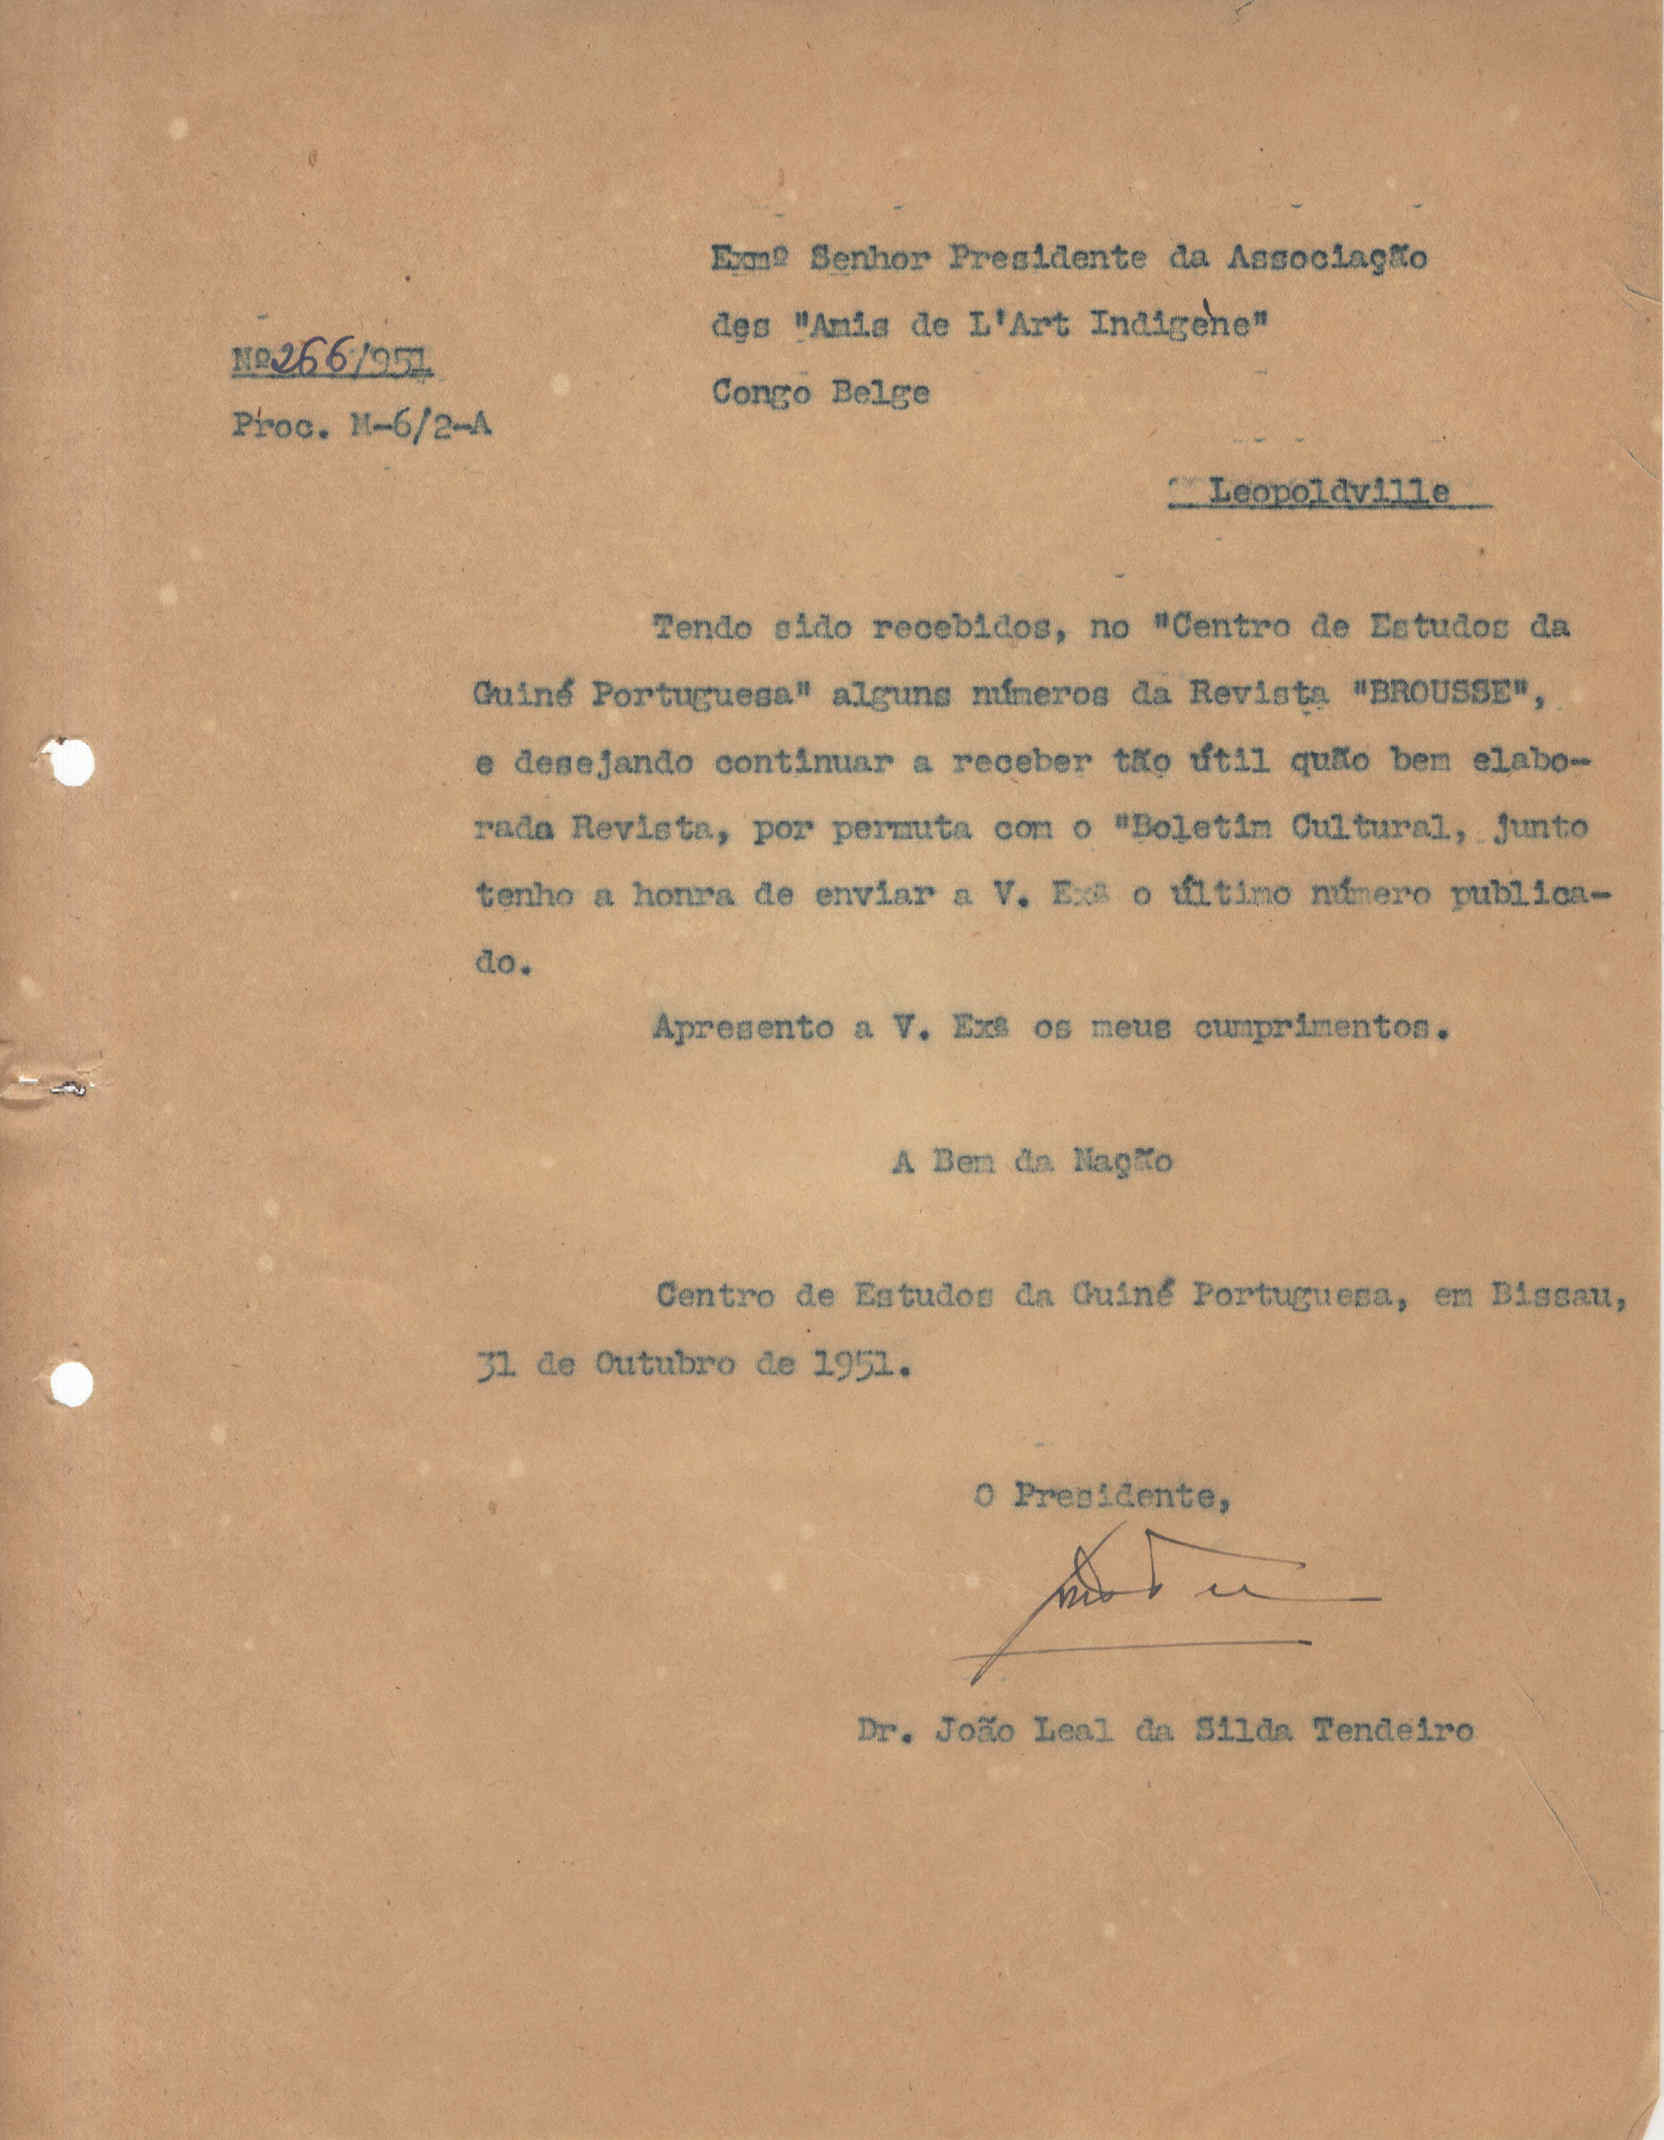 Exmº Senhor Presidente da Associação
des "Amis de L'Art Indigène"
Nº266/951
Congo Belge
Proc. M-6/2-A
Leopoldville
Tendo sido recebidos, no "Centro de Estudos da
Guiné Portuguesa" alguns números da Revista "BROUSSE",
e desejando continuar a receber tão útil quão bem elabo-
rada Revista, por permuta com o "Boletim Cultural, junto
tenho a honra de enviar a V. Exª o último número publica-
do.
Apresento a V. Exª os meus cumprimentos.
A Bem da Nação
Centro de Estudos da Guiné Portuguesa, em Bissau,
31 de Outubro de 1951.
O Presidente,
Dr. João Leal da Silda Tendeiro